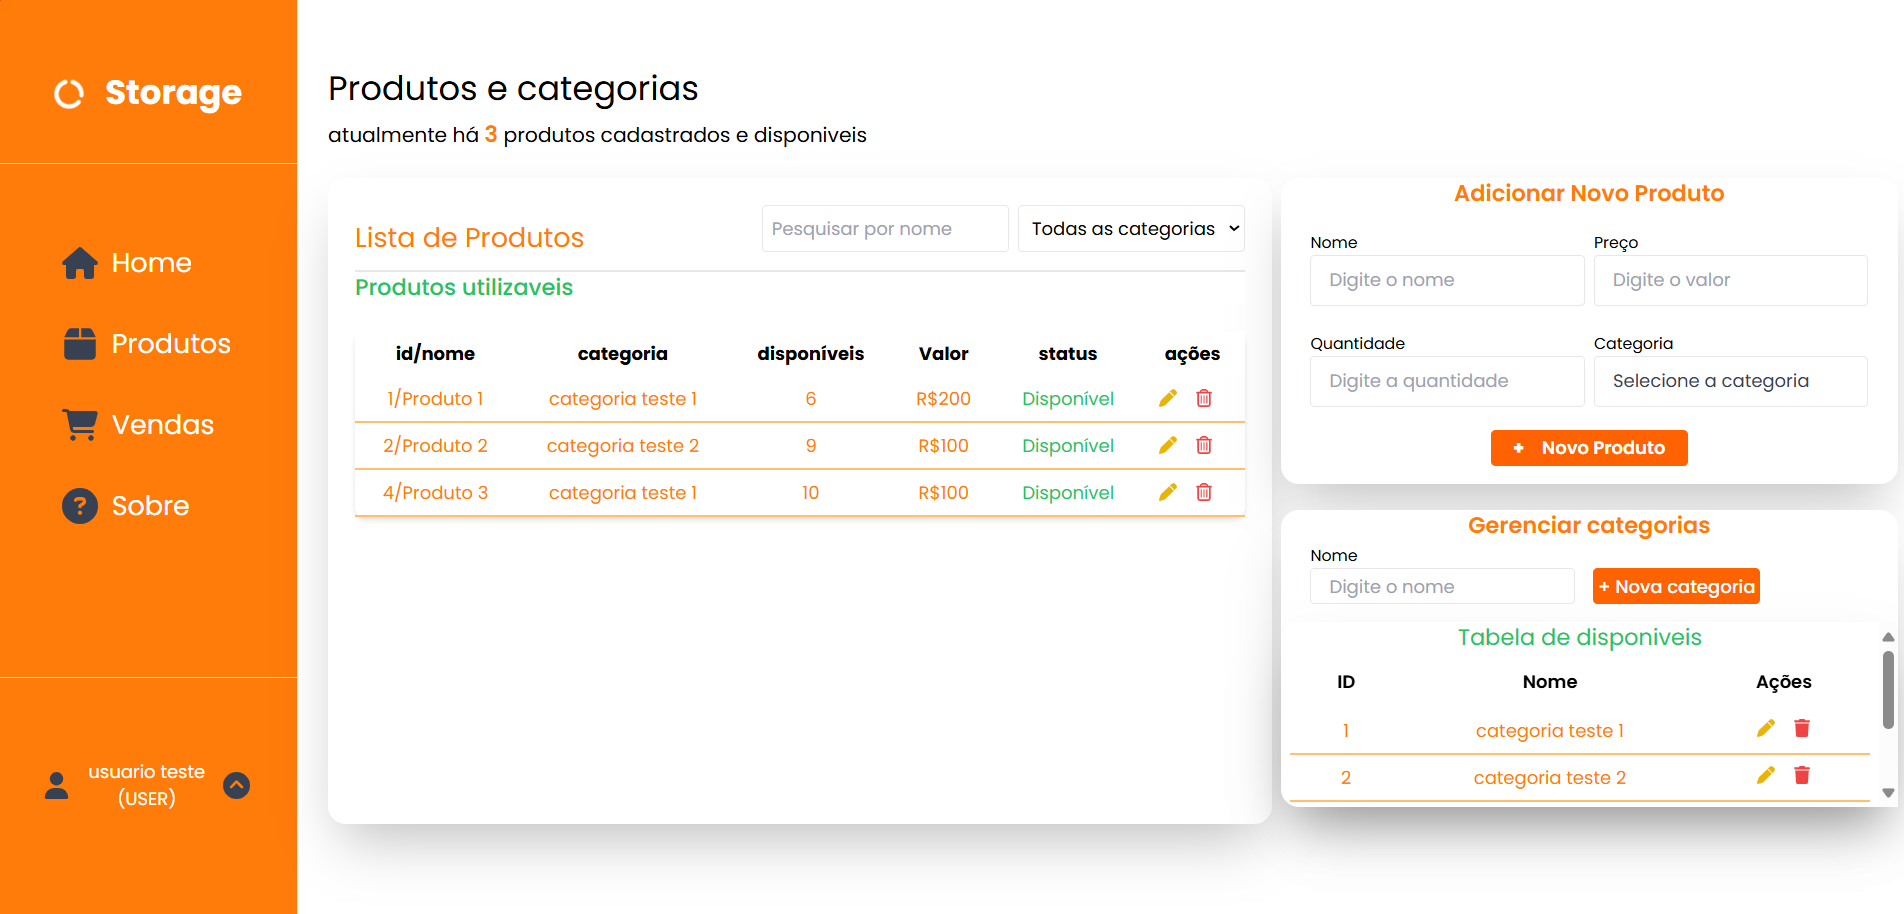 Storage
Home
Produtos
Vendas
Sobre
usuario teste
(USER)
Produtos e categorias
atualmente há 3 produtos cadastrados e disponiveis
Lista de Produtos
Pesquisar por nome
Todas as categorias
Produtos utilizaveis
id/nome categoria disponíveis Valor status ações
1/Produto 1 categoria teste 1 6 R$200 Disponível
2/Produto 2 categoria teste 2 9 R$100 Disponível
4/Produto 3 categoria teste 1 10 R$100 Disponível
Adicionar Novo Produto
Nome Preço
Digite o nome Digite o valor
Quantidade Categoria
Digite a quantidade Selecione a categoria
+ Novo Produto
Gerenciar categorias
Nome
Digite o nome + Nova categoria
Tabela de disponiveis
ID Nome Ações
1 categoria teste 1
2 categoria teste 2